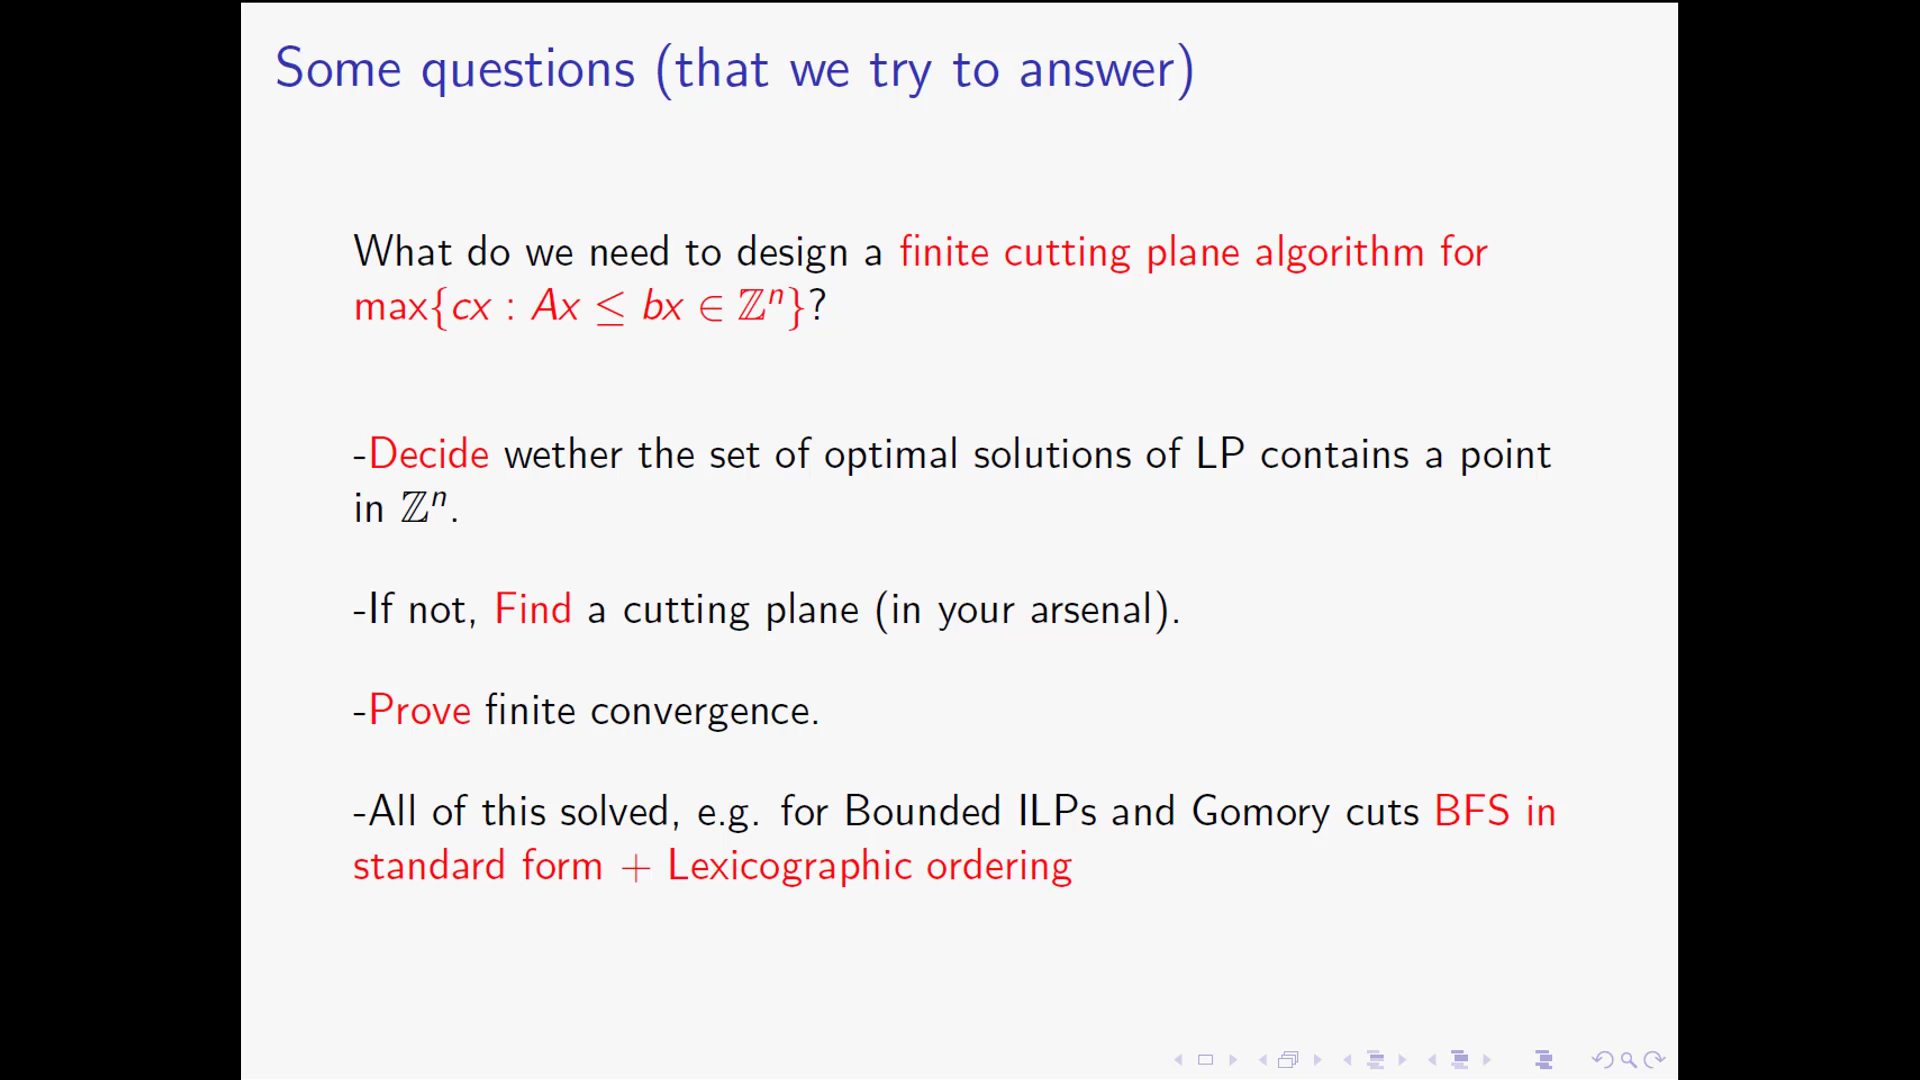 Some questions (that we try to answer)
What do we need to design a finite cutting plane algorithm for
max{cx : Ax ≤ bx ∈ ℤⁿ}?
-Decide wether the set of optimal solutions of LP contains a point
in ℤⁿ.
-If not, Find a cutting plane (in your arsenal).
-Prove finite convergence.
-All of this solved, e.g. for Bounded ILPs and Gomory cuts BFS in
standard form + Lexicographic ordering